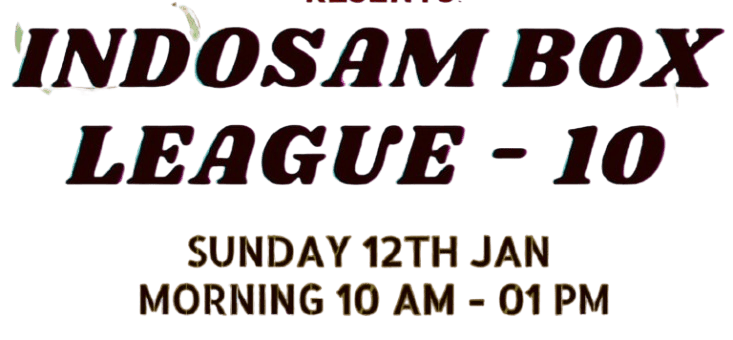 INDOSAM BOX
LEAGUE - 10
SUNDAY 12TH JAN
MORNING 10 AM - 01 PM